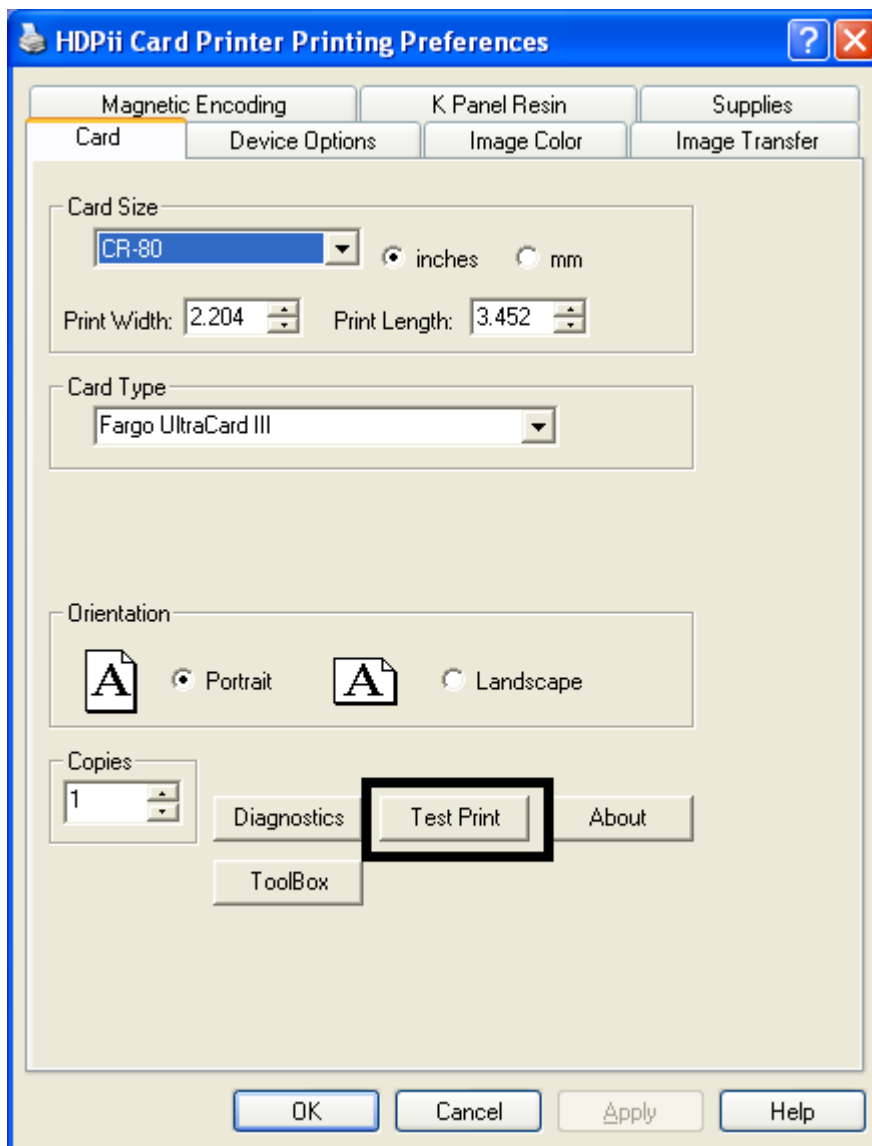 HDPii Card Printer Printing Preferences
Magnetic Encoding K Panel Resin Supplies
Card Device Options Image Color Image Transfer
Card Size
CR-80 inches mm
Print Width: 2.204 Print Length: 3.452
Card Type
Fargo UltraCard III
Orientation
A Portrait A Landscape
Copies
1
Diagnostics Test Print About
ToolBox
OK Cancel Apply Help